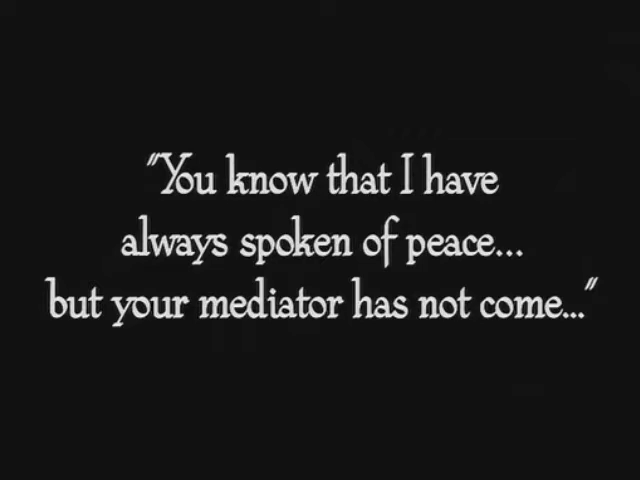 "You know that I have
always spoken of peace...
but your mediator has not come..."